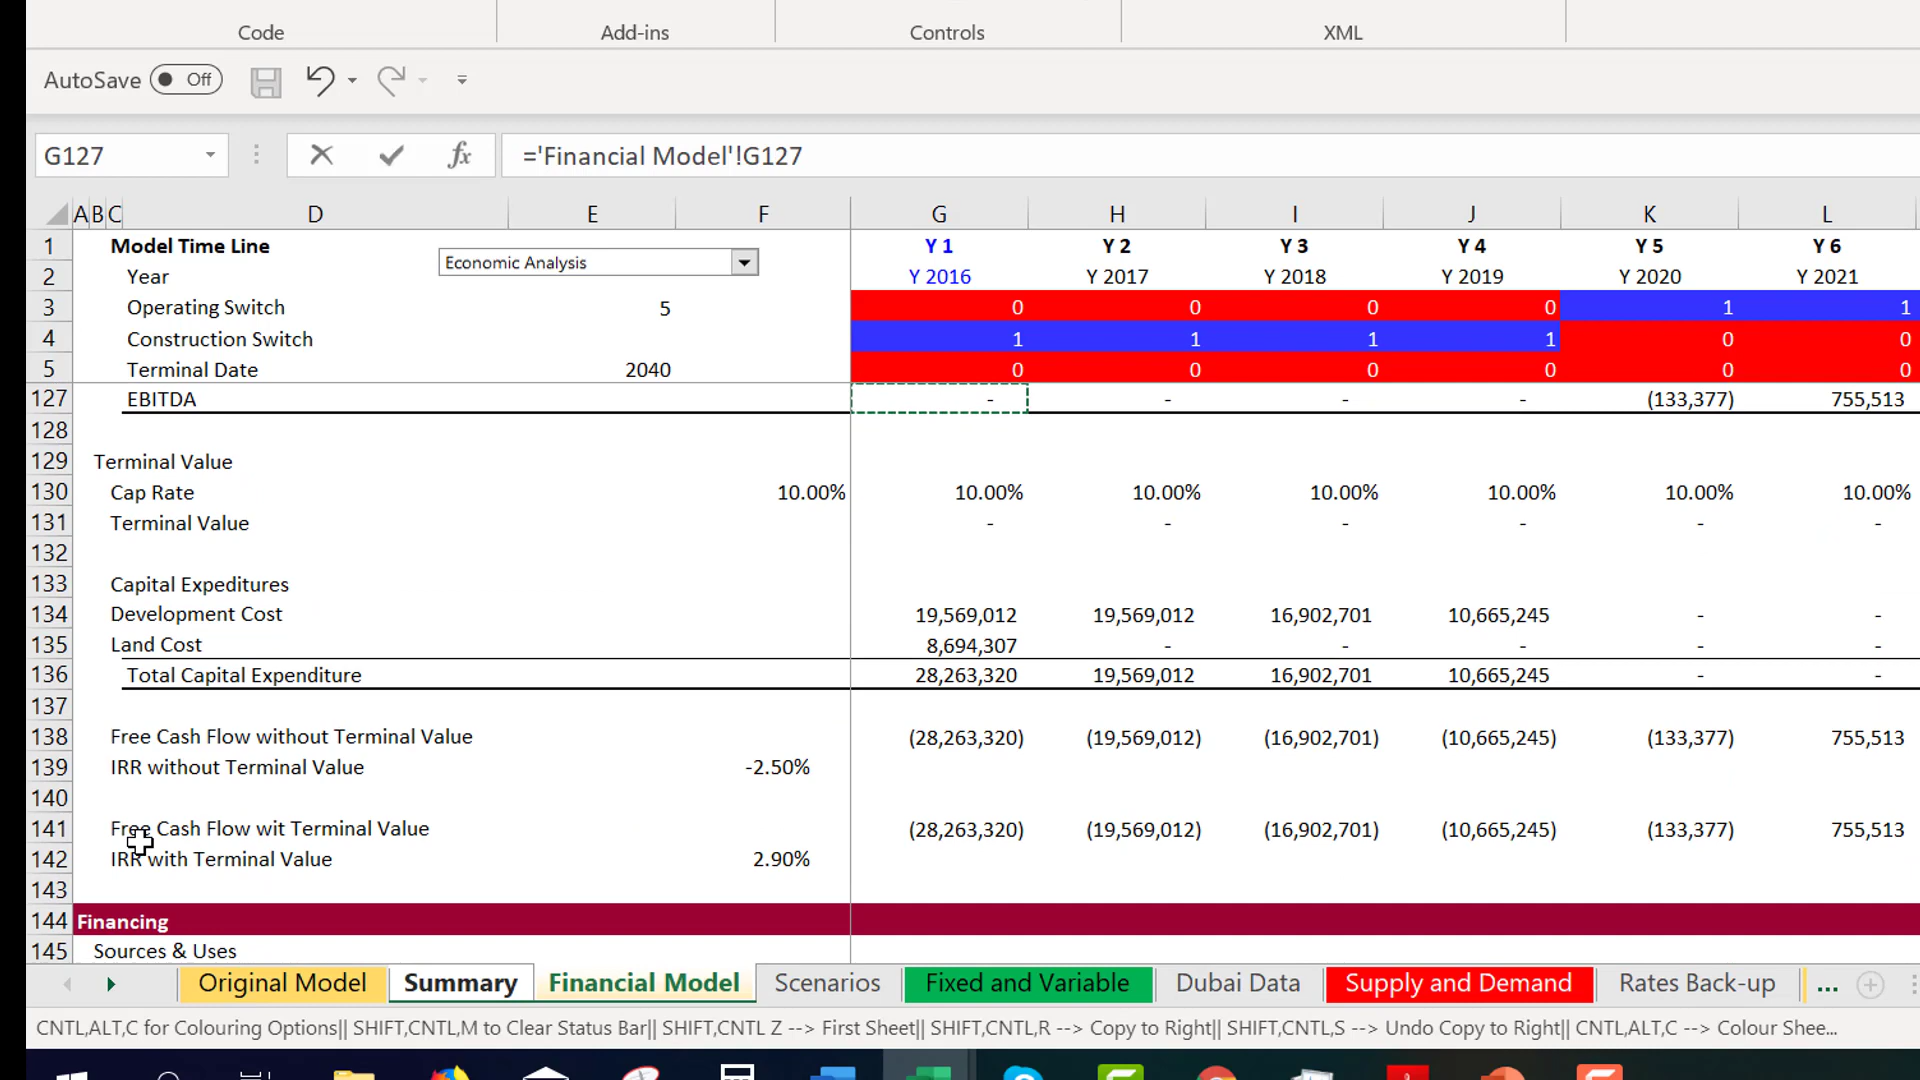 Code Add-ins Controls XML
AutoSave Off
G127 fx ='Financial Model'!G127
A B C D E F G H I J K L
1 Model Time Line Y 1 Y 2 Y 3 Y 4 Y 5 Y 6
Economic Analysis
2 Year Y 2016 Y 2017 Y 2018 Y 2019 Y 2020 Y 2021
3 Operating Switch 5 0 0 0 0 1 1
4 Construction Switch 1 1 1 1 0 0
5 Terminal Date 2040 0 0 0 0 0 0
127 EBITDA - - - - (133,377) 755,513
128
129 Terminal Value
130 Cap Rate 10.00% 10.00% 10.00% 10.00% 10.00% 10.00% 10.00%
131 Terminal Value - - - - - -
132
133 Capital Expeditures
134 Development Cost 19,569,012 19,569,012 16,902,701 10,665,245 - -
135 Land Cost 8,694,307 - - - - -
136 Total Capital Expenditure 28,263,320 19,569,012 16,902,701 10,665,245 - -
137
138 Free Cash Flow without Terminal Value (28,263,320) (19,569,012) (16,902,701) (10,665,245) (133,377) 755,513
139 IRR without Terminal Value -2.50%
140
141 Free Cash Flow wit Terminal Value (28,263,320) (19,569,012) (16,902,701) (10,665,245) (133,377) 755,513
142 IRR with Terminal Value 2.90%
143
144 Financing
145 Sources & Uses
Original Model Summary Financial Model Scenarios Fixed and Variable Dubai Data Supply and Demand Rates Back-up ...
CNTL,ALT,C for Colouring Options|| SHIFT,CNTL,M to Clear Status Bar|| SHIFT,CNTL Z --> First Sheet|| SHIFT,CNTL,R --> Copy to Right|| SHIFT,CNTL,S --> Undo Copy to Right|| CNTL,ALT,C --> Colour Shee...